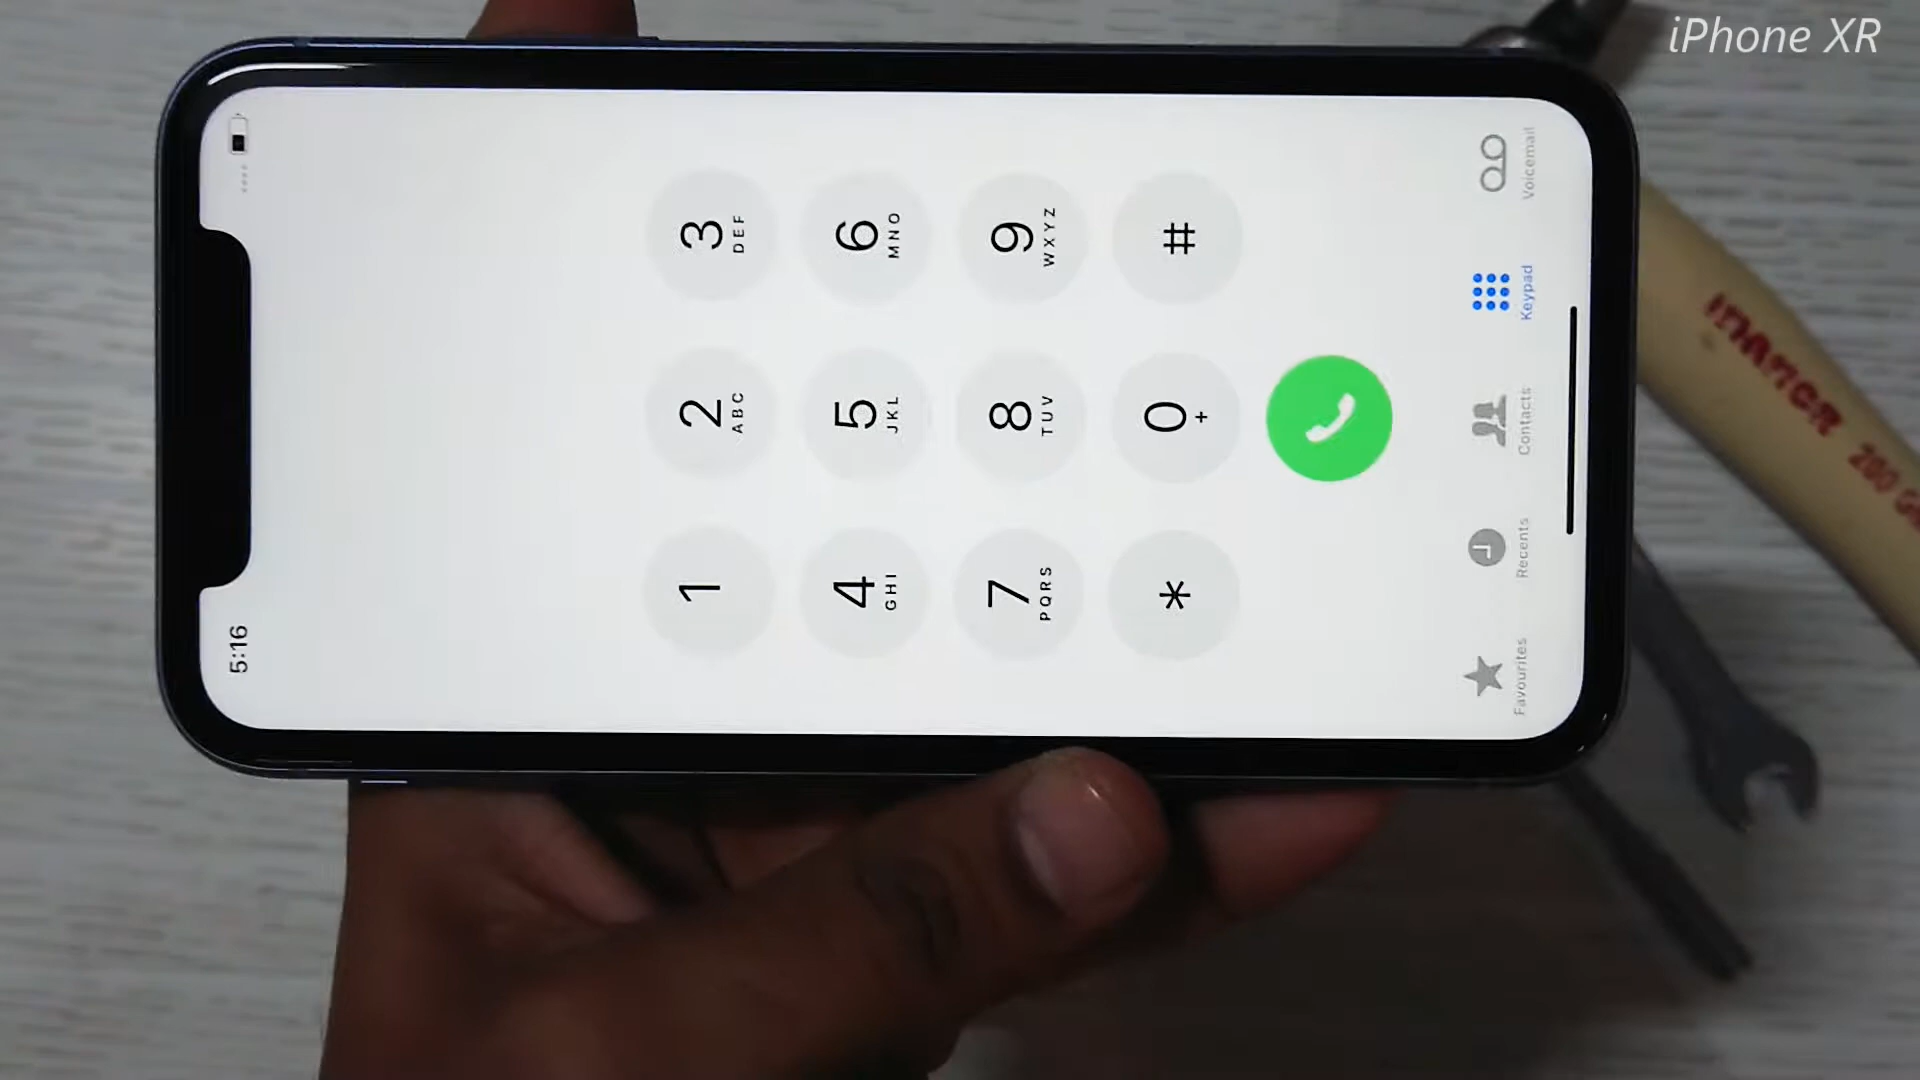 iPhone XR
5:16
1
2
ABC
3
DEF
4
GHI
5
JKL
6
MNO
7
PQRS
8
TUV
9
WXYZ
*
0
+
#
Favourites
Recents
Contacts
Keypad
Voicemail